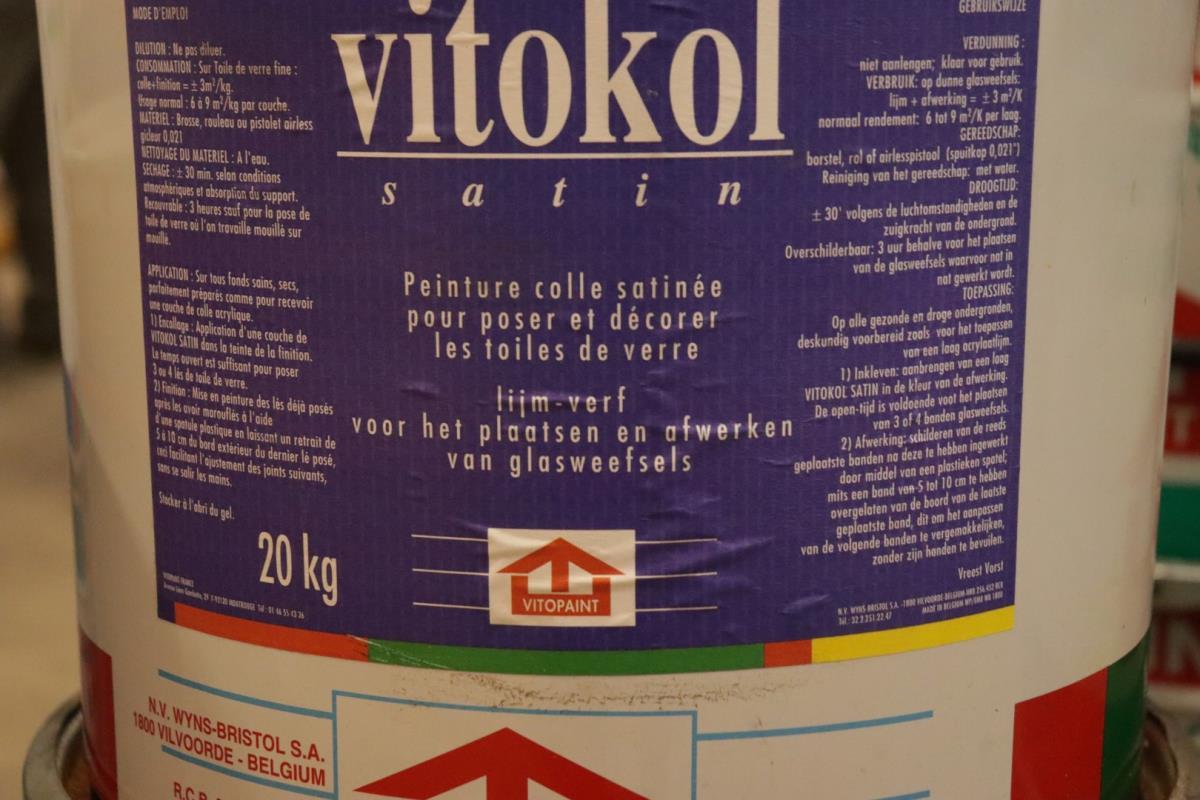 MODE D'EMPLOI
DILUTION : Ne pas diluer.
CONSOMMATION : Sur Toile de verre fine :
colle+finition = ± 3m²/kg.
Usage normal : 6 à 9 m²/kg par couche.
MATERIEL : Brosse, rouleau ou pistolet airless
gicleur 0,021
NETTOYAGE DU MATERIEL : A l'eau.
SECHAGE : ± 30 min. selon conditions
atmosphériques et absorption du support.
Recouvrable : 3 heures sauf pour la pose de
toile de verre où l'on travaille mouillé sur
mouillé.
APPLICATION : Sur tous fonds sains, secs,
parfaitement préparés comme pour recevoir
une couche de colle acrylique.
1) Encollage : Application d'une couche de
VITOKOL SATIN dans la teinte de la finition.
Le temps ouvert est suffisant pour poser
3 ou 4 lés de toile de verre.
2) Finition : Mise en peinture des lés déjà posés
après les avoir marouflés à l'aide
d'une spatule plastique en laissant un retrait de
5 à 10 cm du bord extérieur du dernier lé posé,
ceci facilitant l'ajustement des joints suivants,
sans se salir les mains.
Stocker à l'abri du gel.
20 kg
VITOPAINT FRANCE
vitokol
satin
Peinture colle satinée
pour poser et décorer
les toiles de verre
lijm-verf
voor het plaatsen en afwerken
van glasweefsels
VITOPAINT
GEBRUIKSWIJZE
VERDUNNING :
niet aanlengen; klaar voor gebruik.
VERBRUIK: op dunne glasweefsels:
lijm + afwerking = ± 3 m²/K
normaal rendement: 6 tot 9 m²/K per laag.
GEREEDSCHAP:
borstel, rol of airlesspistool (spuitkop 0,021")
Reiniging van het gereedschap: met water.
DROOGTIJD:
± 30' volgens de luchtomstandigheden en de
zuigkracht van de ondergrond.
Overschilderbaar: 3 uur behalve voor het plaatsen
van de glasweefsels waarvoor nat in
nat gewerkt wordt.
TOEPASSING:
Op alle gezonde en droge ondergronden,
deskundig voorbereid zoals voor het toepassen
van een laag acrylaatlijm.
1) Inkleven: aanbrengen van een laag
VITOKOL SATIN in de kleur van de afwerking.
De open-tijd is voldoende voor het plaatsen
van 3 of 4 banden glasweefsels.
2) Afwerking: schilderen van de reeds
geplaatste banden na deze te hebben ingewerkt
door middel van een plastieken spatel;
mits een band van 5 tot 10 cm te hebben
overgelaten van de boord van de laatste
geplaatste band, dit om het aanpassen
van de volgende banden te vergemakkelijken,
zonder zijn handen te bevuilen.
Vreest Vorst
N.V. WYNS-BRISTOL S.A. -1800 VILVOORDE-BELGIUM
MADE IN BELGIUM
Tel.: 32.2.251.22.47
N.V. WYNS-BRISTOL S.A.
1800 VILVOORDE - BELGIUM